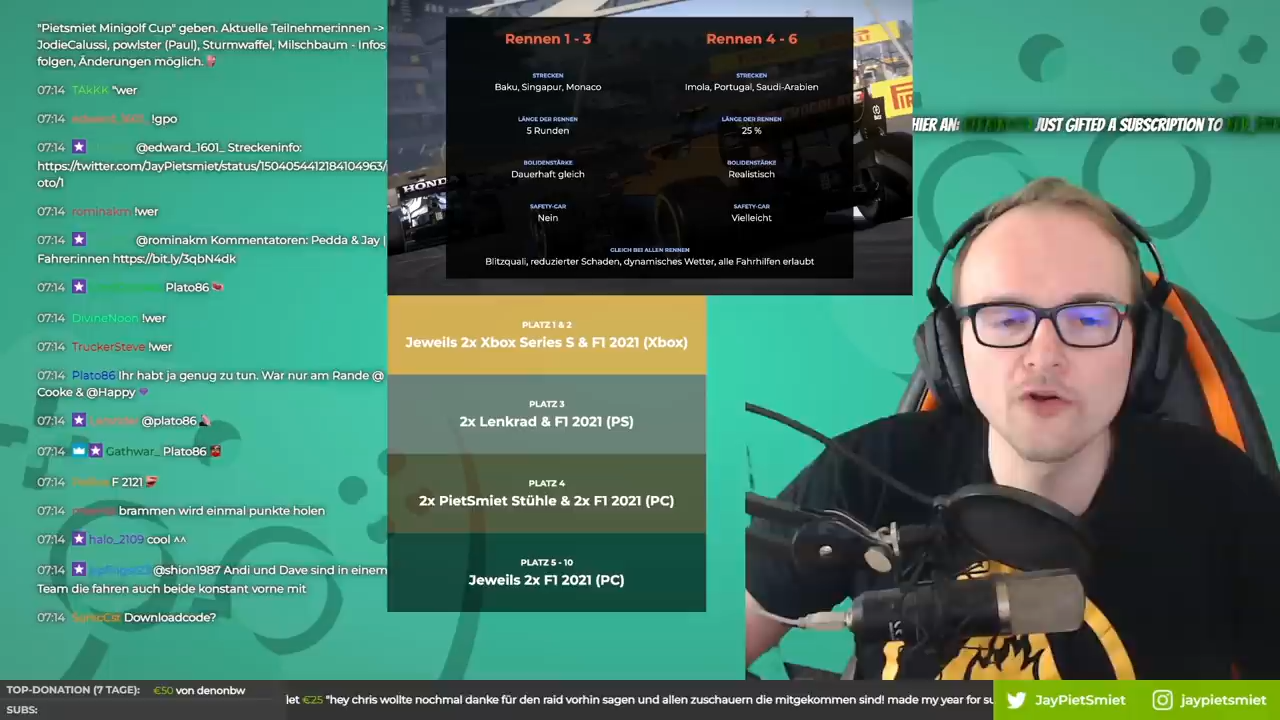 "Pietsmiet Minigolf Cup" geben. Aktuelle Teilnehmer:innen ->
JodieCalussi, powlster (Paul), Sturmwaffel, Milschbaum - Infos
folgen, Änderungen möglich.
07:14 TAkKK "wer
07:14 edward_1601_ !gpo
07:14 @edward_1601_ Streckeninfo:
https://twitter.com/JayPietsmiet/status/1504054412184104963/
oto/1
07:14 rominakm !wer
07:14 @rominakm Kommentatoren: Pedda & Jay |
Fahrer:innen https://bit.ly/3qbN4dk
07:14 Plato86
07:14 DivineNoon !wer
07:14 TruckerSteve !wer
07:14 Plato86 Ihr habt ja genug zu tun. War nur am Rande @
Cooke & @Happy
07:14 @plato86
07:14 Gathwar_ Plato86
07:14 F 2121
07:14 brammen wird einmal punkte holen
07:14 halo_2109 cool ^^
07:14 @shion1987 Andi und Dave sind in einem
Team die fahren auch beide konstant vorne mit
07:14 SonicCst Downloadcode?
Rennen 1 - 3
STRECKEN
Baku, Singapur, Monaco
LÄNGE DER RENNEN
5 Runden
BOLIDENSTÄRKE
Dauerhaft gleich
SAFETY-CAR
Nein
Rennen 4 - 6
STRECKEN
Imola, Portugal, Saudi-Arabien
LÄNGE DER RENNEN
25 %
BOLIDENSTÄRKE
Realistisch
SAFETY-CAR
Vielleicht
GLEICH BEI ALLEN RENNEN
Blitzquali, reduzierter Schaden, dynamisches Wetter, alle Fahrhilfen erlaubt
HONDA
PLATZ 1 & 2
Jeweils 2x Xbox Series S & F1 2021 (Xbox)
PLATZ 3
2x Lenkrad & F1 2021 (PS)
PLATZ 4
2x PietSmiet Stühle & 2x F1 2021 (PC)
PLATZ 5 - 10
Jeweils 2x F1 2021 (PC)
HIER AN: JUST GIFTED A SUBSCRIPTION TO
TOP-DONATION (7 TAGE): €50 von denonbw
SUBS:
let €25 "hey chris wollte nochmal danke für den raid vorhin sagen und allen zuschauern die mitgekommen sind! made my year for su
JayPietSmiet
jaypietsmiet